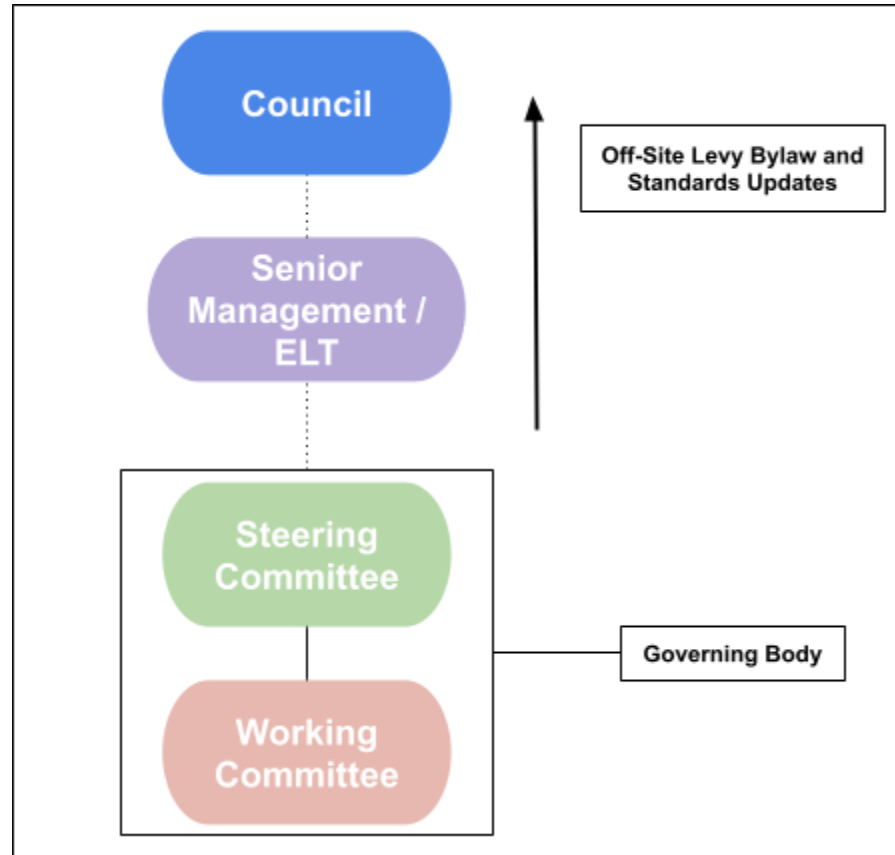 Council
Off-Site Levy Bylaw and
Standards Updates
Senior
Management /
ELT
Steering
Committee
Governing Body
Working
Committee